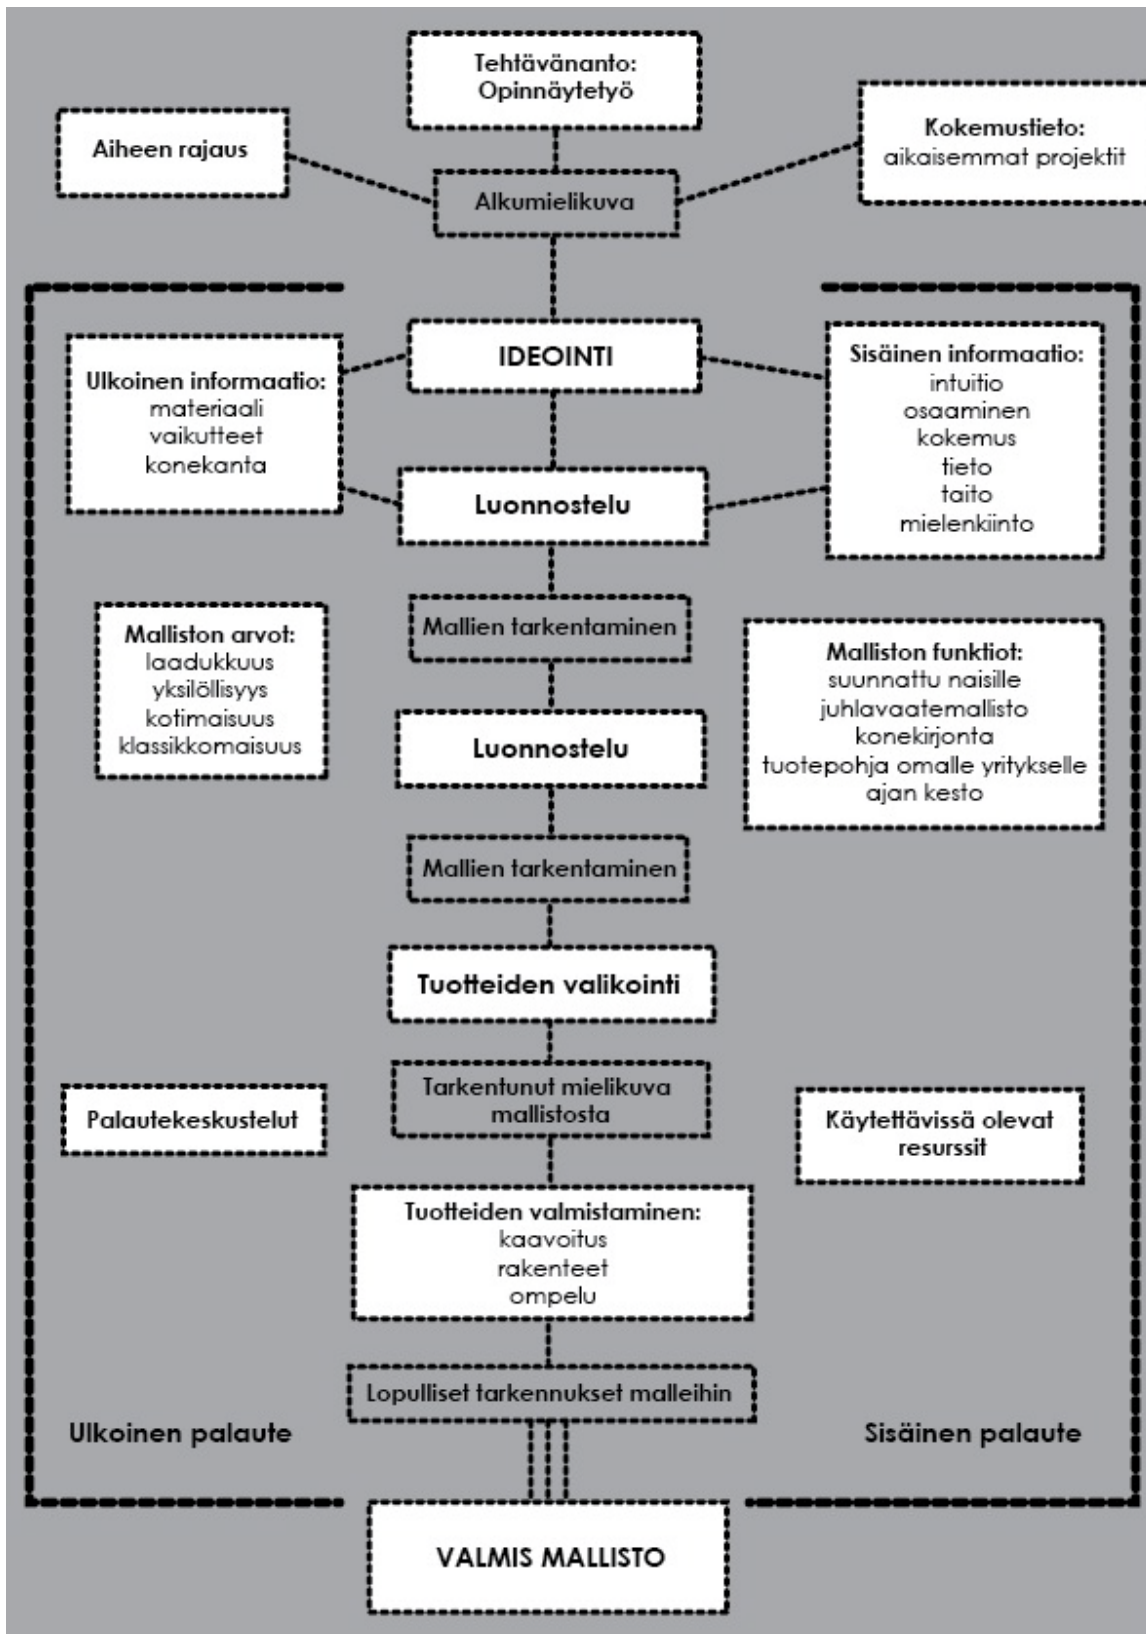 Tehtävänanto:
Opinnäytetyö
Aiheen rajaus
Kokemustieto:
aikaisemmat projektit
Alkumielikuva
IDEOINTI
Ulkoinen informaatio:
materiaali
vaikutteet
konekanta
Sisäinen informaatio:
intuitio
osaaminen
kokemus
tieto
taito
mielenkiinto
Luonnostelu
Mallien tarkentaminen
Malliston arvot:
laadukkuus
yksilöllisyys
kotimaisuus
klassikkomaisuus
Malliston funktiot:
suunnattu naisille
juhlavaatemallisto
konekirjonta
tuotepohja omalle yritykselle
ajan kesto
Luonnostelu
Mallien tarkentaminen
Tuotteiden valikointi
Tarkentunut mielikuva
mallistosta
Palautekeskustelut
Käytettävissä olevat
resurssit
Tuotteiden valmistaminen:
kaavoitus
rakenteet
ompelu
Lopulliset tarkennukset malleihin
Ulkoinen palaute
Sisäinen palaute
VALMIS MALLISTO